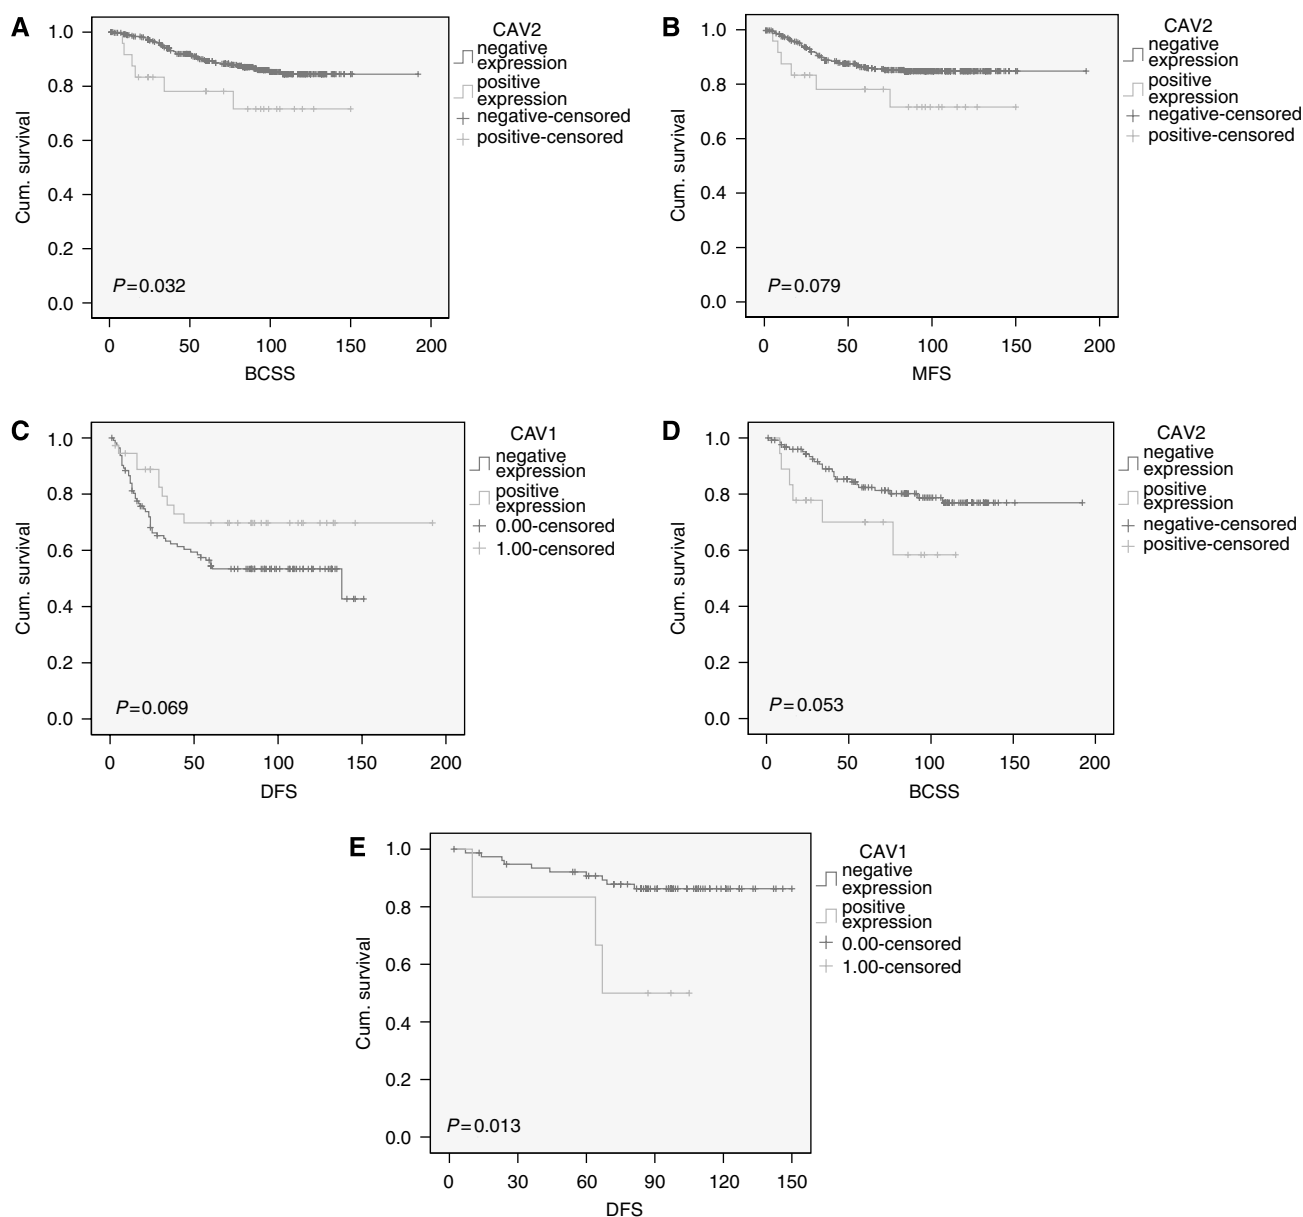 A
1.0
0.8
0.6
0.4
0.2
0.0
Cum. survival
P=0.032
0 50 100 150 200
BCSS
CAV2
negative
expression
positive
expression
negative-censored
positive-censored
B
1.0
0.8
0.6
0.4
0.2
0.0
Cum. survival
P=0.079
0 50 100 150 200
MFS
CAV2
negative
expression
positive
expression
negative-censored
positive-censored
C
1.0
0.8
0.6
0.4
0.2
0.0
Cum. survival
P=0.069
0 50 100 150 200
DFS
CAV1
negative
expression
positive
expression
0.00-censored
1.00-censored
D
1.0
0.8
0.6
0.4
0.2
0.0
Cum. survival
P=0.053
0 50 100 150 200
BCSS
CAV2
negative
expression
positive
expression
negative-censored
positive-censored
E
1.0
0.8
0.6
0.4
0.2
0.0
Cum. survival
P=0.013
0 30 60 90 120 150
DFS
CAV1
negative
expression
positive
expression
0.00-censored
1.00-censored